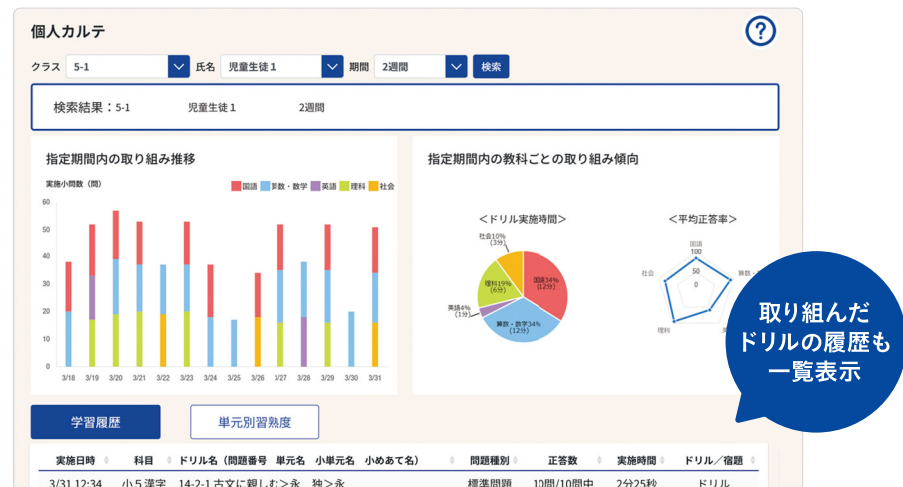 個人カルテ
?
クラス 5-1 氏名 児童生徒1 期間 2週間 検索
検索結果：5-1 児童生徒1 2週間
指定期間内の取り組み推移
実施小問数（問）
国語 算数・数学 英語 理科 社会
60
50
40
30
20
10
0
3/18 3/19 3/20 3/21 3/22 3/23 3/24 3/25 3/26 3/27 3/28 3/29 3/30 3/31
指定期間内の教科ごとの取り組み傾向
＜ドリル実施時間＞
社会10%
(3分)
国語34%
(12分)
理科19%
(6分)
英語4%
(1分)
算数・数学34%
(12分)
＜平均正答率＞
国語
100
50
0
社会
算数・
理科
取り組んだ
ドリルの履歴も
一覧表示
学習履歴 単元別習熟度
実施日時 科目 ドリル名（問題番号 単元名 小単元名 小めあて名） 問題種別 正答数 実施時間 ドリル／宿題
3/31 12:34 小５漢字 14-2-1 古文に親しむ＞永 独＞永 標準問題 10問/10問中 2分25秒 ドリル